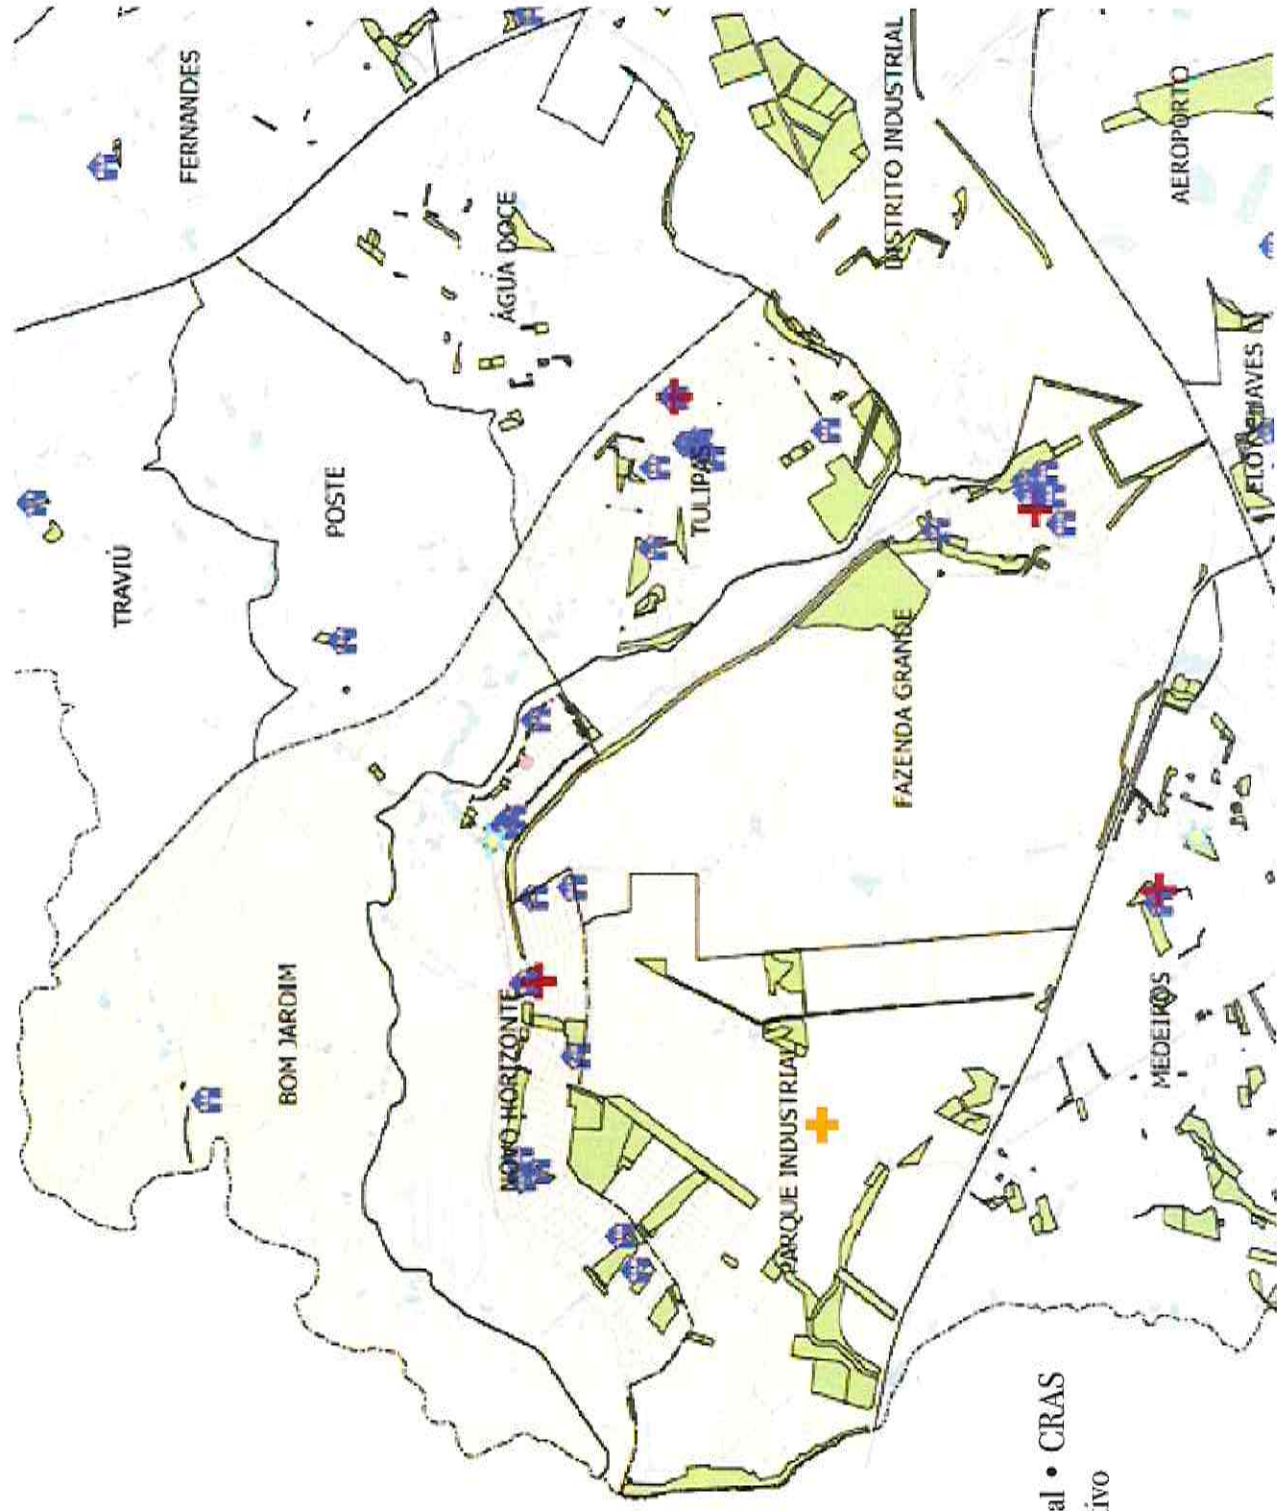 FERNANDES
TRAVIÚ
POSTE
ÁGUA DOCE
DISTRITO INDUSTRIAL
AEROPORTO
TULIPAS
FAZENDA GRANDE
BOM JARDIM
NOVO HORIZONTE
PARQUE INDUSTRIAL
MEDEIROS
al • CRAS
ivo